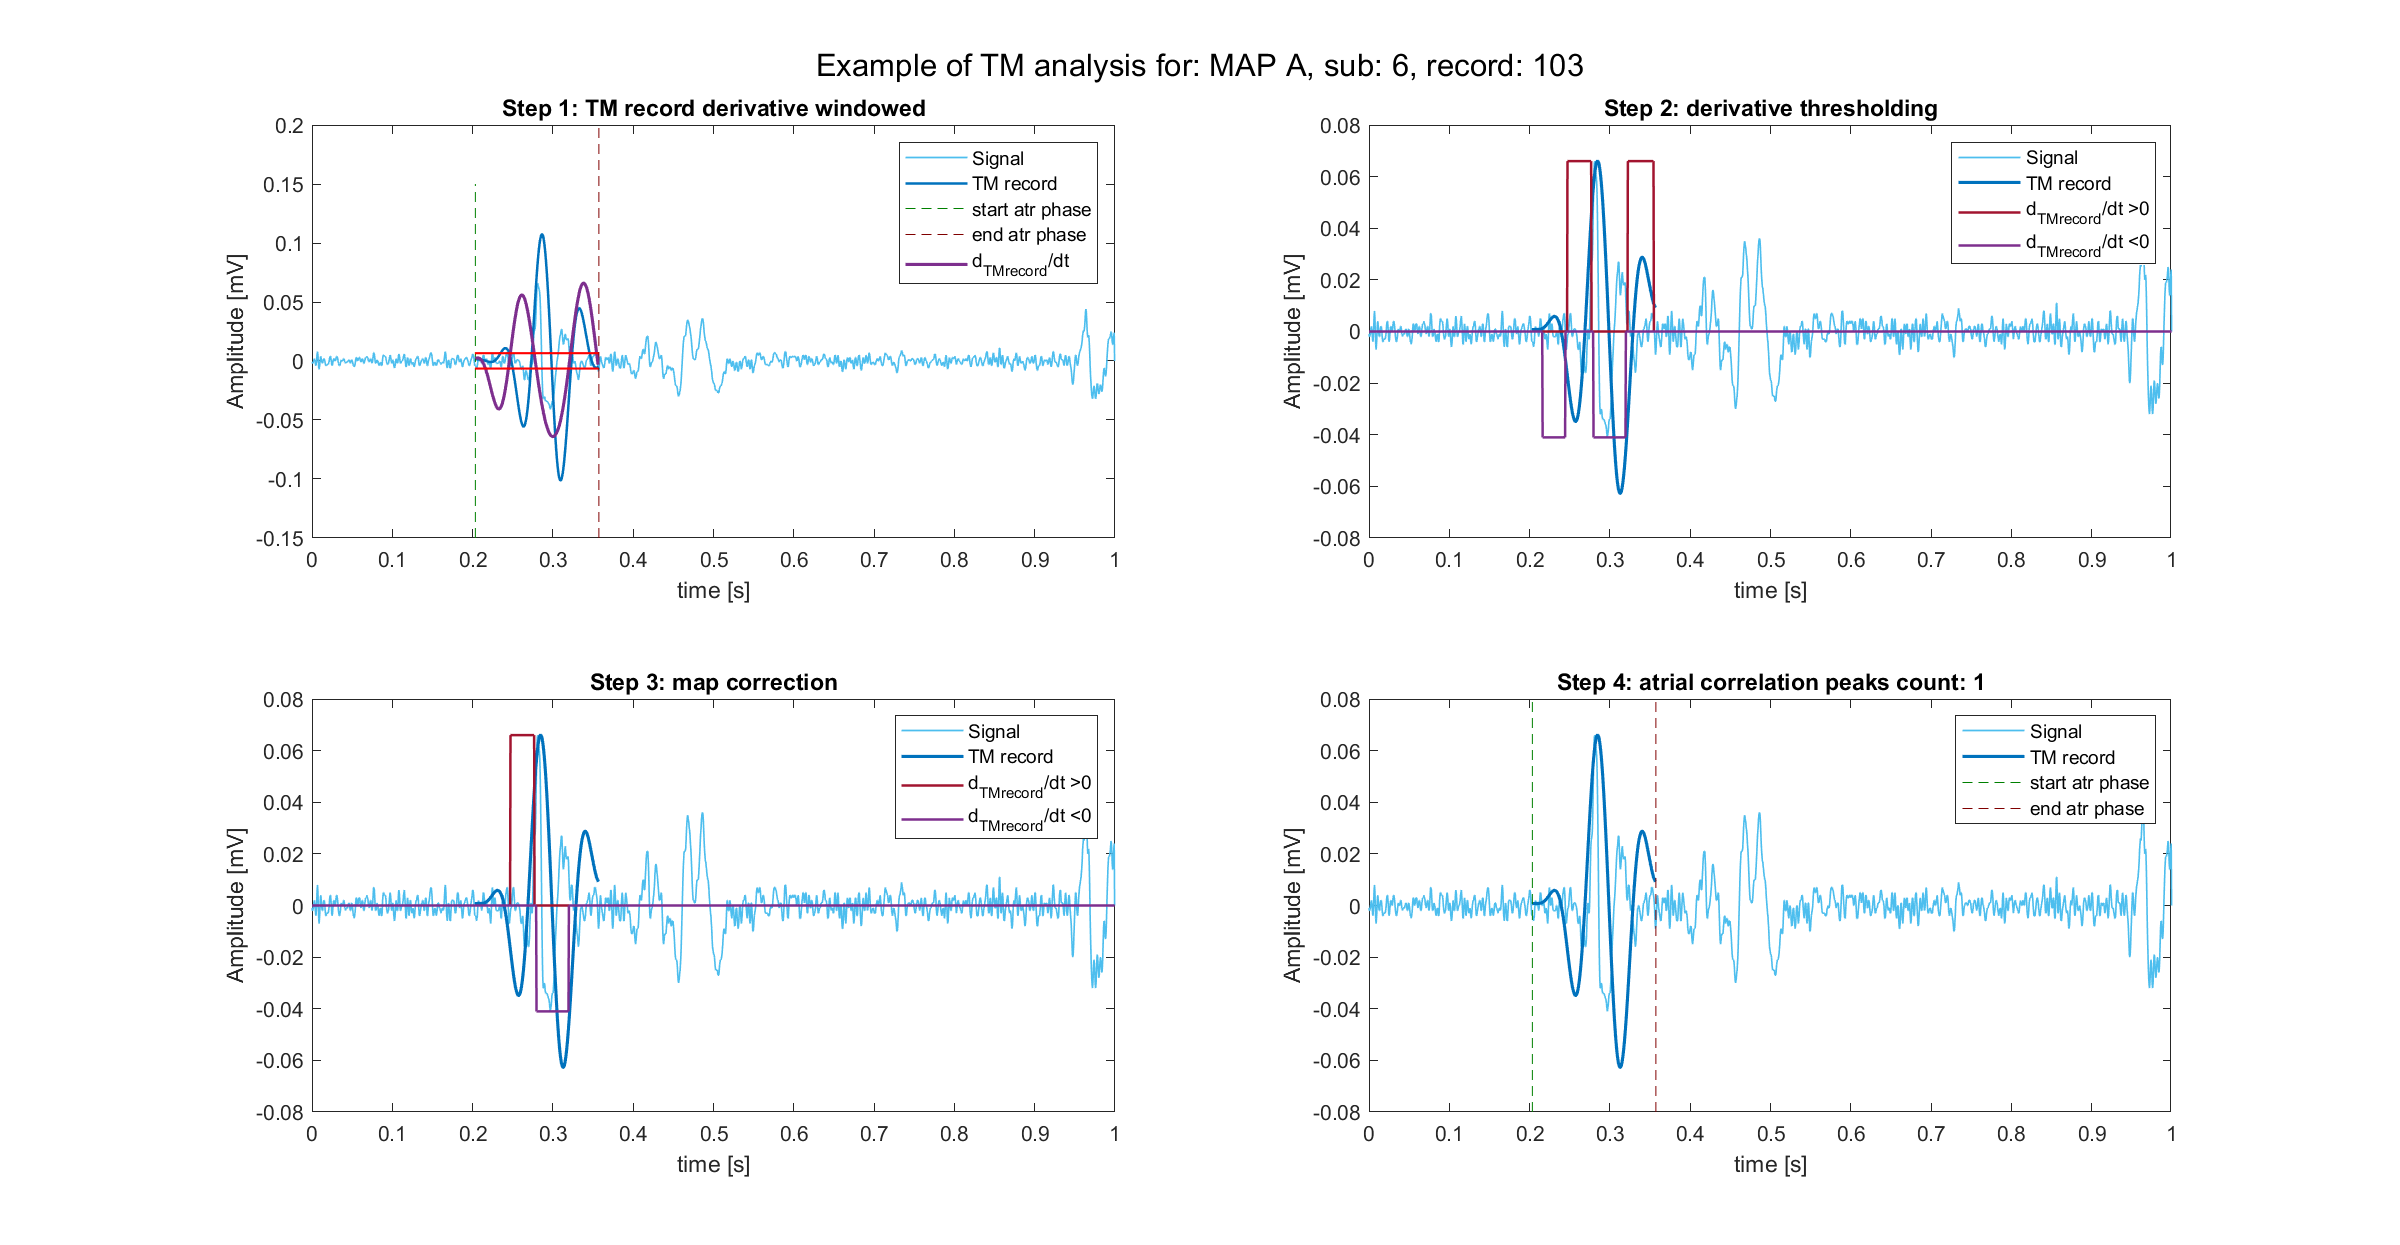 Example of TM analysis for: MAP A, sub: 6, record: 103
Step 1: TM record derivative windowed
0.2
0.15
0.1
0.05
0
-0.05
-0.1
-0.15
Amplitude [mV]
0 0.1 0.2 0.3 0.4 0.5 0.6 0.7 0.8 0.9 1
time [s]
Signal
TM record
start atr phase
end atr phase
dTMrecord/dt
Step 2: derivative thresholding
0.08
0.06
0.04
0.02
0
-0.02
-0.04
-0.06
-0.08
Amplitude [mV]
0 0.1 0.2 0.3 0.4 0.5 0.6 0.7 0.8 0.9 1
time [s]
Signal
TM record
dTMrecord/dt >0
dTMrecord/dt <0
Step 3: map correction
0.08
0.06
0.04
0.02
0
-0.02
-0.04
-0.06
-0.08
Amplitude [mV]
0 0.1 0.2 0.3 0.4 0.5 0.6 0.7 0.8 0.9 1
time [s]
Signal
TM record
dTMrecord/dt >0
dTMrecord/dt <0
Step 4: atrial correlation peaks count: 1
0.08
0.06
0.04
0.02
0
-0.02
-0.04
-0.06
-0.08
Amplitude [mV]
0 0.1 0.2 0.3 0.4 0.5 0.6 0.7 0.8 0.9 1
time [s]
Signal
TM record
start atr phase
end atr phase